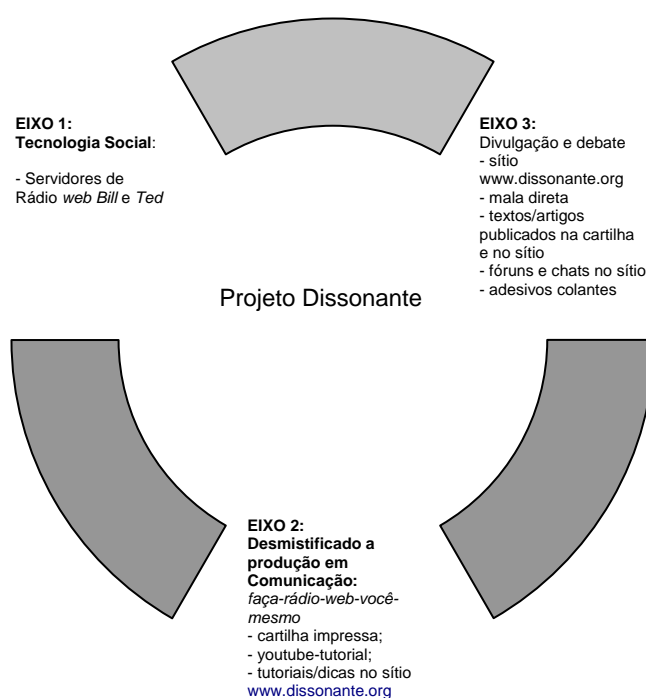 EIXO 1:
Tecnologia Social:
- Servidores de
Rádio web Bill e Ted
EIXO 3:
Divulgação e debate
- sítio
www.dissonante.org
- mala direta
- textos/artigos
publicados na cartilha
e no sítio
- fóruns e chats no sítio
- adesivos colantes
Projeto Dissonante
EIXO 2:
Desmistificado a
produção em
Comunicação:
faça-rádio-web-você-
mesmo
- cartilha impressa;
- youtube-tutorial;
- tutoriais/dicas no sítio
www.dissonante.org